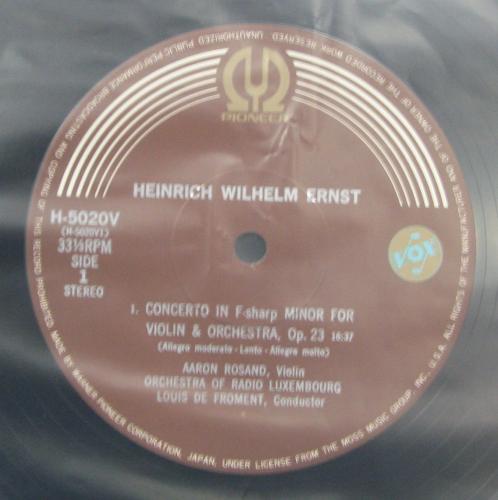 ALL RIGHTS OF THE MANUFACTURER AND OF THE OWNER OF THE RECORDED WORK RESERVED. UNAUTHORIZED PUBLIC PERFORMANCE BROADCASTING AND COPYING OF THIS RECORD PROHIBITED.
PIONEER
HEINRICH WILHELM ERNST
H-5020V
(H-5020V1)
33⅓RPM
SIDE
1
STEREO
VOX
1. CONCERTO IN F-sharp MINOR FOR
VIOLIN & ORCHESTRA, Op. 23 16:37
(Allegro moderato - Lento - Allegro molto)
AARON ROSAND, Violin
ORCHESTRA OF RADIO LUXEMBOURG
LOUIS DE FROMENT, Conductor
MADE BY WARNER-PIONEER CORPORATION, JAPAN, UNDER LICENSE FROM THE MOSS MUSIC GROUP, INC., U.S.A.